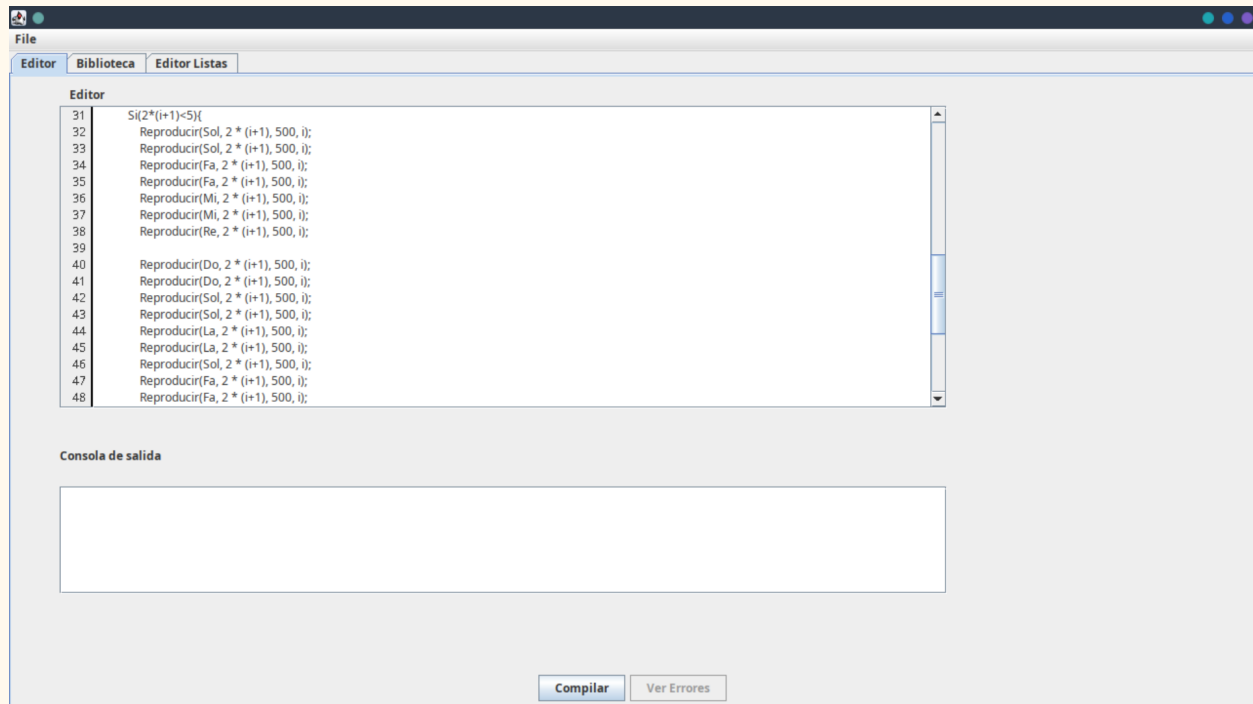 File
Editor Biblioteca Editor Listas
Editor
31 Si(2*(i+1)<5){
32 Reproducir(Sol, 2 * (i+1), 500, i);
33 Reproducir(Sol, 2 * (i+1), 500, i);
34 Reproducir(Fa, 2 * (i+1), 500, i);
35 Reproducir(Fa, 2 * (i+1), 500, i);
36 Reproducir(Mi, 2 * (i+1), 500, i);
37 Reproducir(Mi, 2 * (i+1), 500, i);
38 Reproducir(Re, 2 * (i+1), 500, i);
39
40 Reproducir(Do, 2 * (i+1), 500, i);
41 Reproducir(Do, 2 * (i+1), 500, i);
42 Reproducir(Sol, 2 * (i+1), 500, i);
43 Reproducir(Sol, 2 * (i+1), 500, i);
44 Reproducir(La, 2 * (i+1), 500, i);
45 Reproducir(La, 2 * (i+1), 500, i);
46 Reproducir(Sol, 2 * (i+1), 500, i);
47 Reproducir(Fa, 2 * (i+1), 500, i);
48 Reproducir(Fa, 2 * (i+1), 500, i);
Consola de salida
Compilar Ver Errores